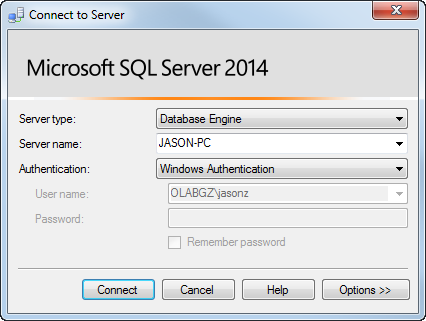 Connect to Server
Microsoft SQL Server 2014
Server type: Database Engine
Server name: JASON-PC
Authentication: Windows Authentication
User name: OLABGZ\jasonz
Password:
Remember password
Connect Cancel Help Options >>